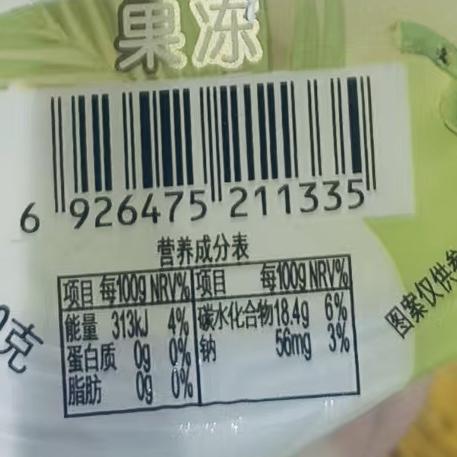 果冻
6 926475 211335
营养成分表
项目 每100g NRV% 项目 每100g NRV%
能量 313kJ 4% 碳水化合物 18.4g 6%
蛋白质 0g 0% 钠 56mg 3%
脂肪 0g 0%
克
图案仅供参